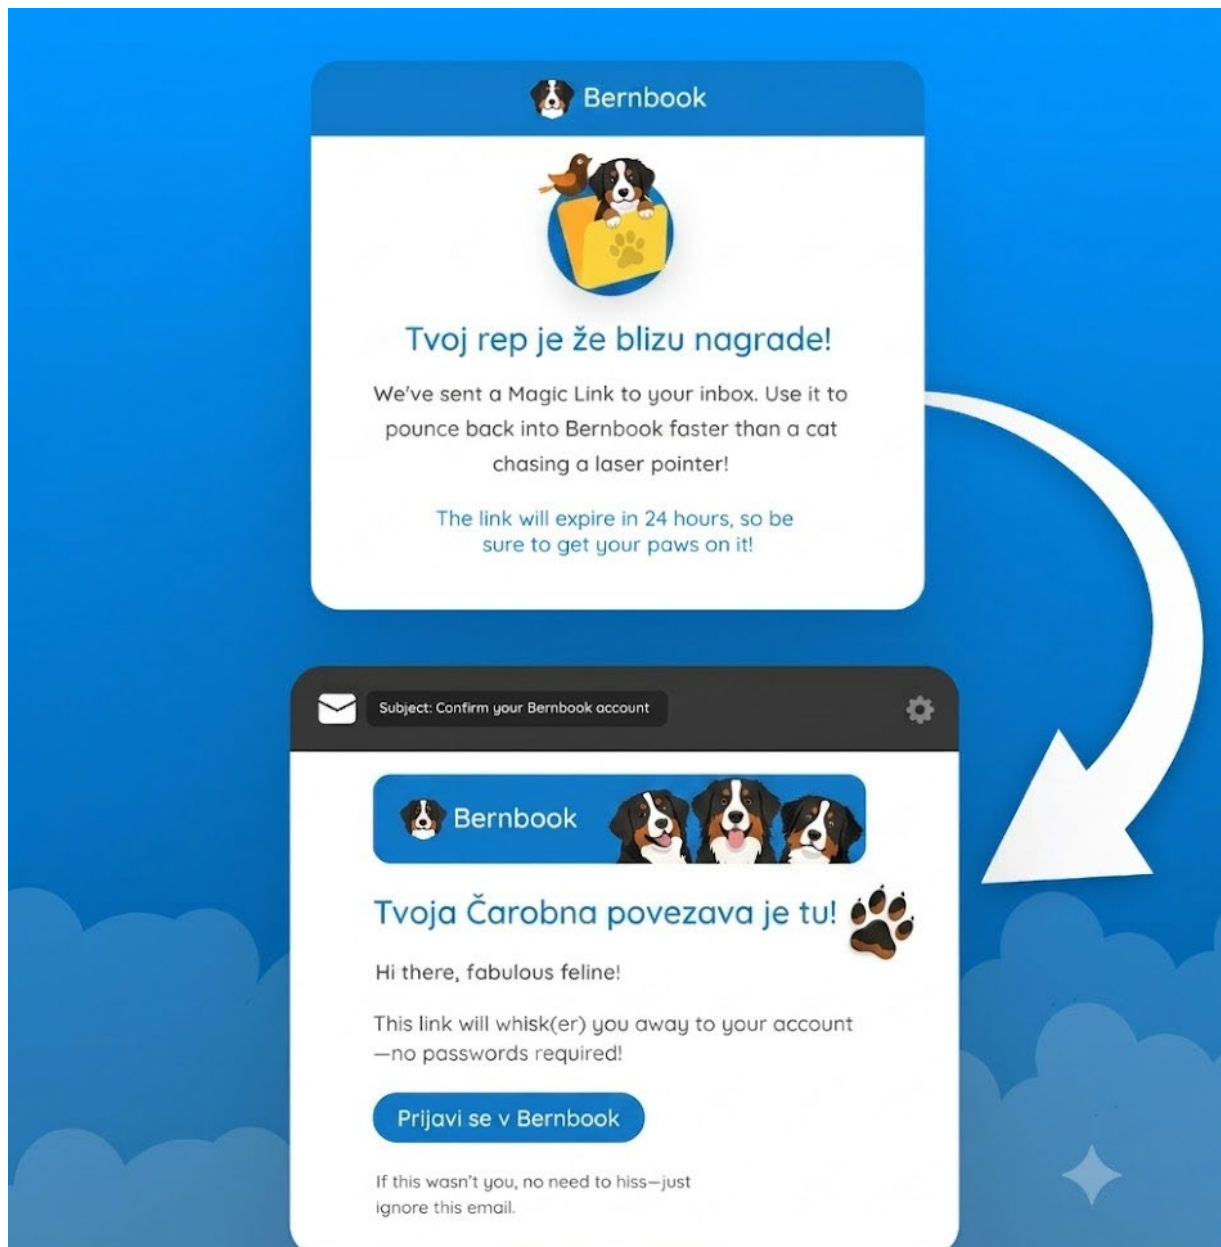 Bernbook
Tvoj rep je že blizu nagrade!
We've sent a Magic Link to your inbox. Use it to
pounce back into Bernbook faster than a cat
chasing a laser pointer!
The link will expire in 24 hours, so be
sure to get your paws on it!
Subject: Confirm your Bernbook account
Bernbook
Tvoja Čarobna povezava je tu!
Hi there, fabulous feline!
This link will whisk(er) you away to your account
—no passwords required!
Prijavi se v Bernbook
If this wasn't you, no need to hiss—just
ignore this email.